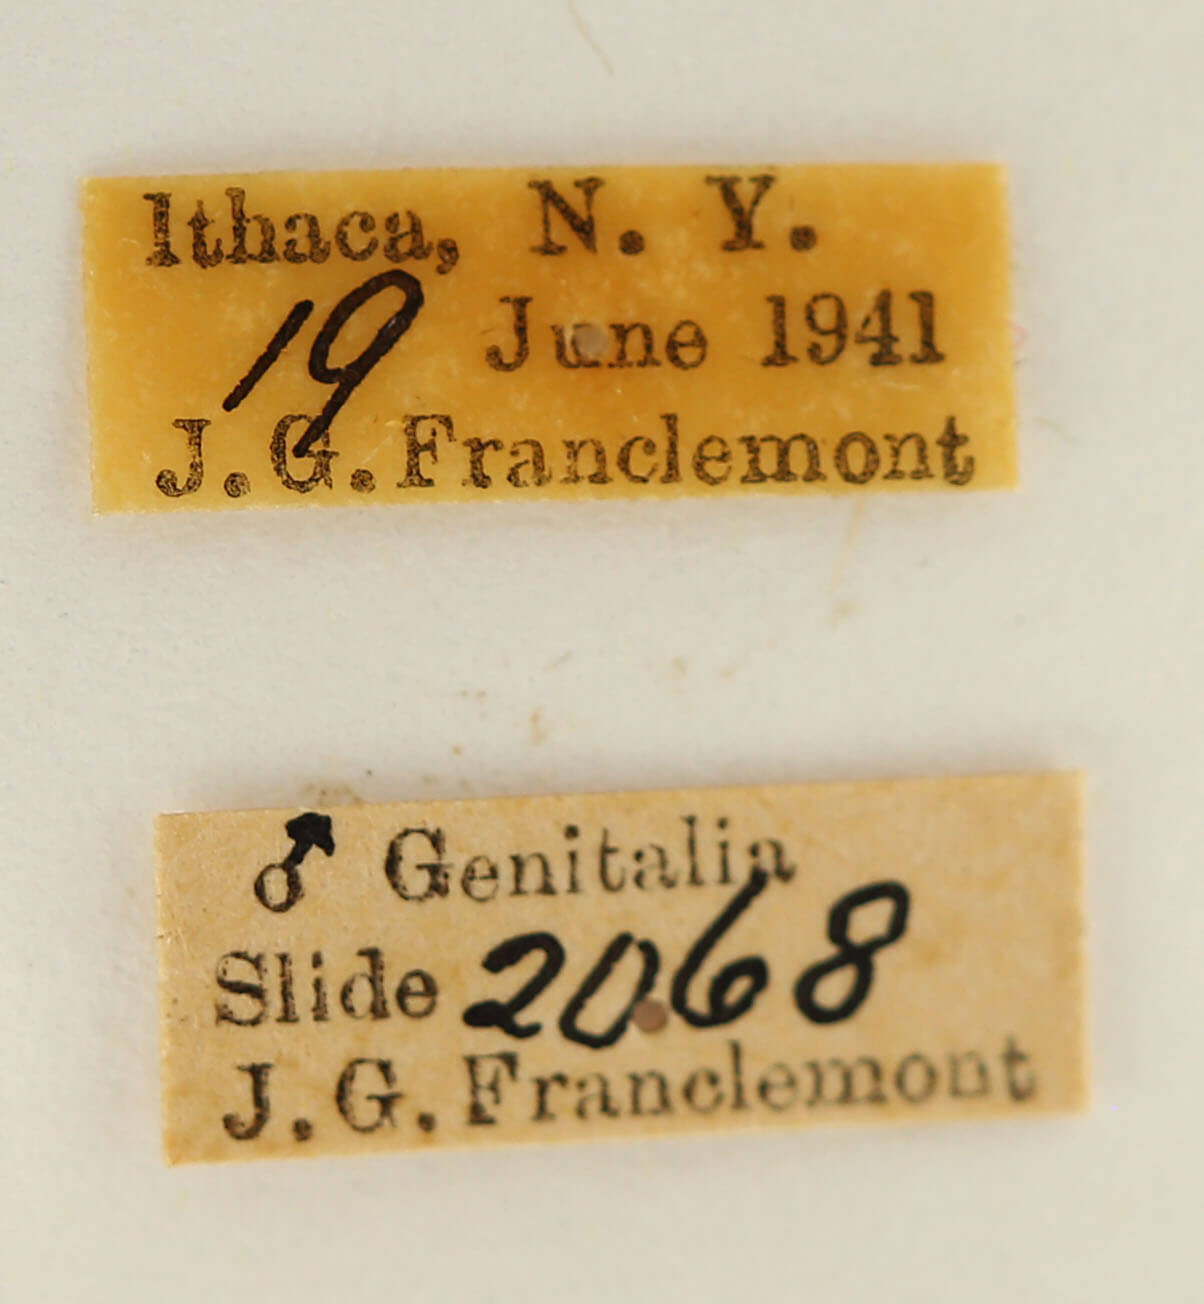 Ithaca, N. Y.
19 June 1941
J. G. Franclemont
♂ Genitalia
Slide 2068
J. G. Franclemont